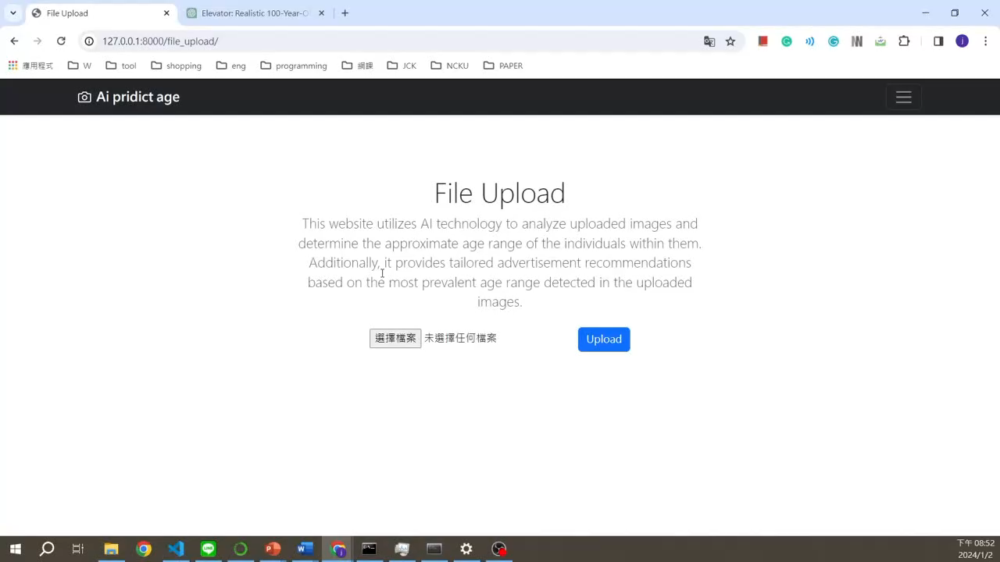 File Upload
Elevator: Realistic 100-Year-O
127.0.0.1:8000/file_upload/
應用程式
W
tool
shopping
eng
programming
網課
JCK
NCKU
PAPER
Ai pridict age
File Upload
This website utilizes AI technology to analyze uploaded images and
determine the approximate age range of the individuals within them.
Additionally, it provides tailored advertisement recommendations
based on the most prevalent age range detected in the uploaded
images.
選擇檔案 未選擇任何檔案
Upload
下午 08:52
2024/1/2